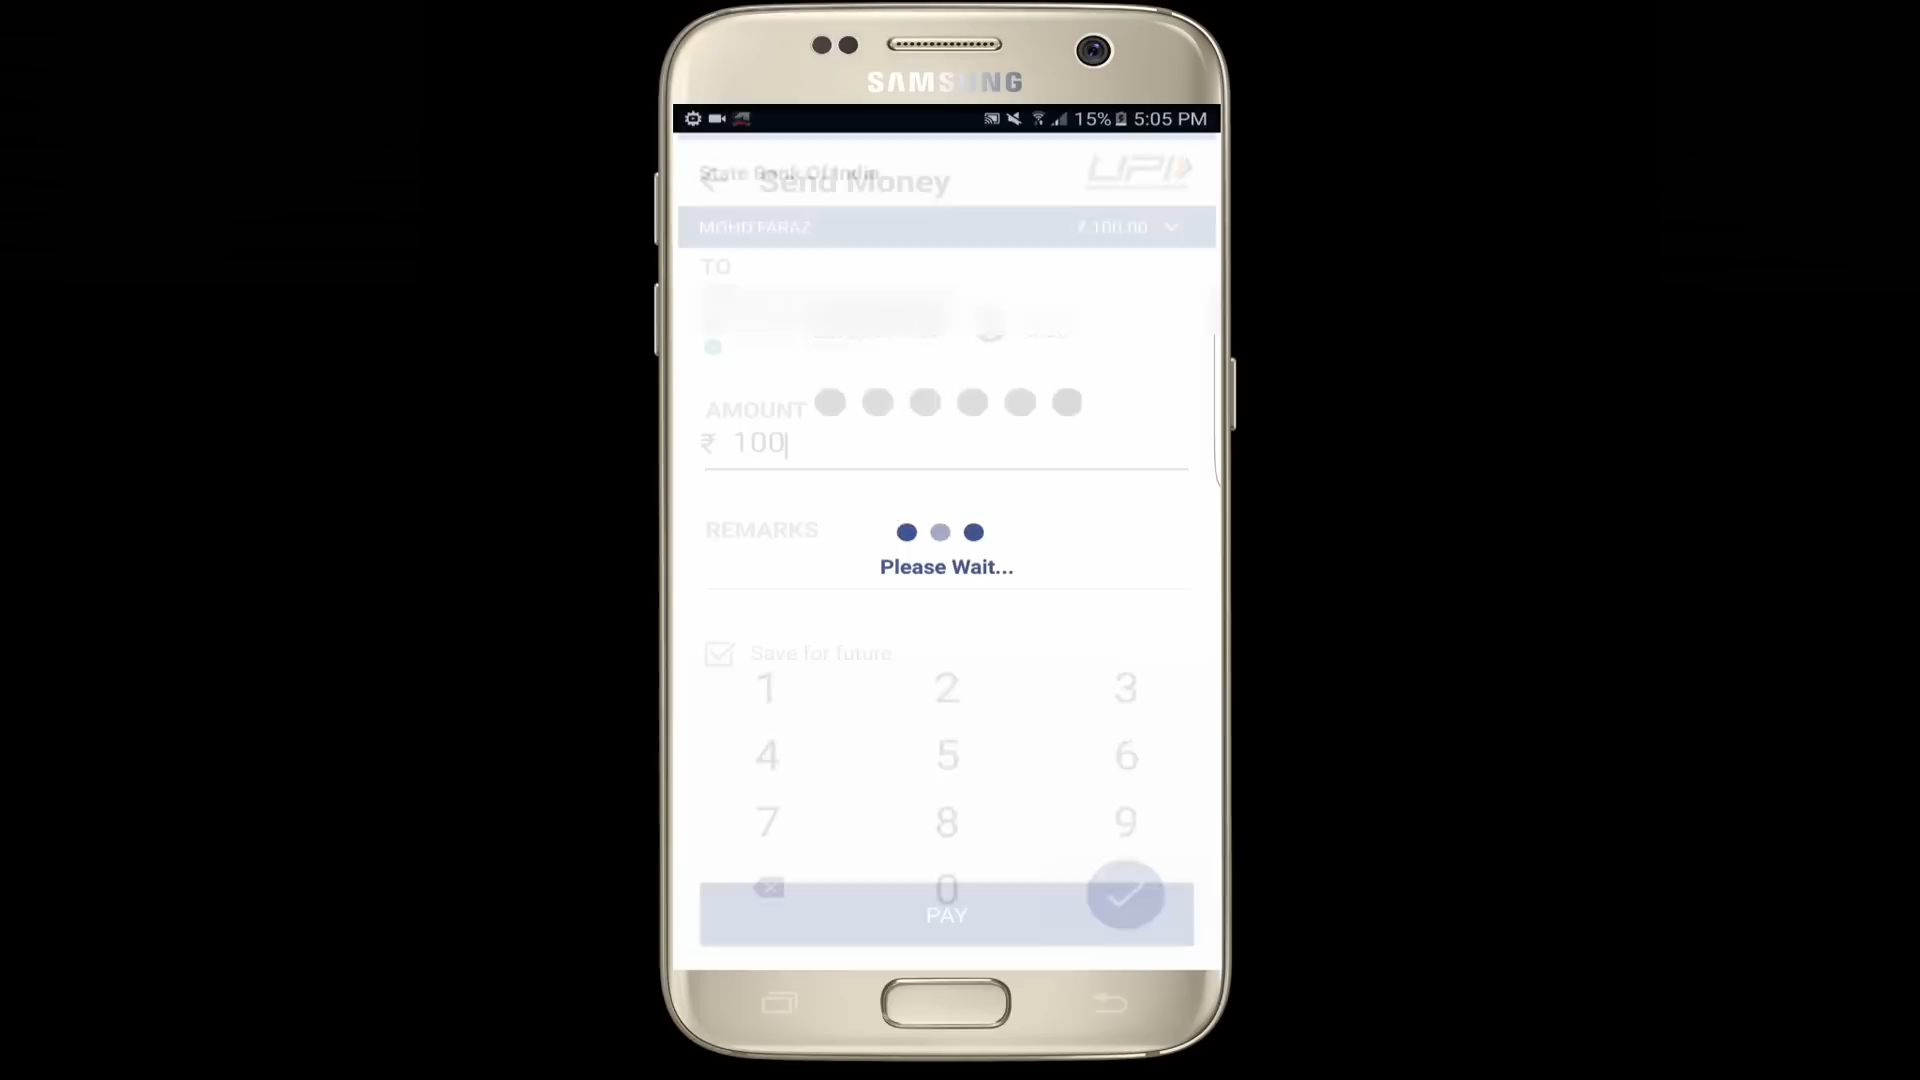 SAMSUNG
15% 5:05 PM
State Bank Of India
Send Money
UPI
MOHD FARAZ ₹ 100.00
TO
AMOUNT
₹ 100
REMARKS
Please Wait...
Save for future
1 2 3
4 5 6
7 8 9
0
PAY